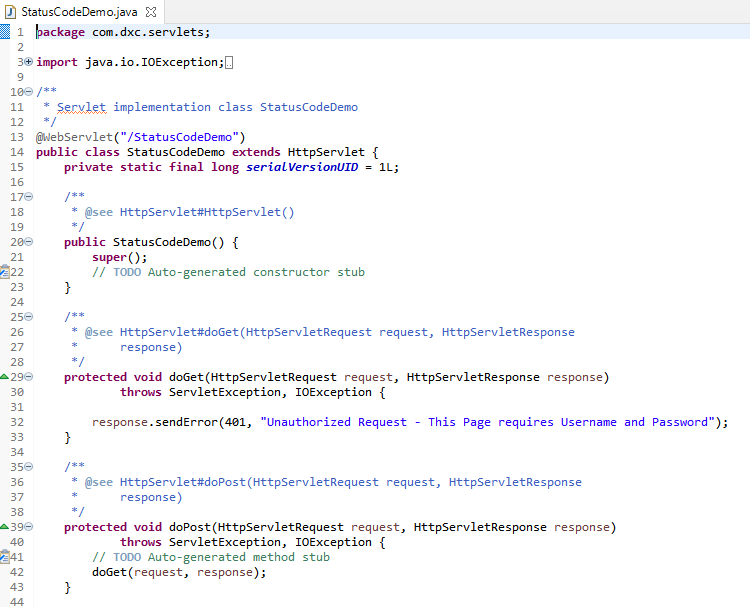 StatusCodeDemo.java
1 package com.dxc.servlets;
2
3 import java.io.IOException;
9
10 /**
11  * Servlet implementation class StatusCodeDemo
12  */
13 @WebServlet("/StatusCodeDemo")
14 public class StatusCodeDemo extends HttpServlet {
15     private static final long serialVersionUID = 1L;
16
17     /**
18      * @see HttpServlet#HttpServlet()
19      */
20     public StatusCodeDemo() {
21         super();
22         // TODO Auto-generated constructor stub
23     }
24
25     /**
26      * @see HttpServlet#doGet(HttpServletRequest request, HttpServletResponse
27      *      response)
28      */
29     protected void doGet(HttpServletRequest request, HttpServletResponse response)
30             throws ServletException, IOException {
31
32         response.sendError(401, "Unauthorized Request - This Page requires Username and Password");
33     }
34
35     /**
36      * @see HttpServlet#doPost(HttpServletRequest request, HttpServletResponse
37      *      response)
38      */
39     protected void doPost(HttpServletRequest request, HttpServletResponse response)
40             throws ServletException, IOException {
41         // TODO Auto-generated method stub
42         doGet(request, response);
43     }
44